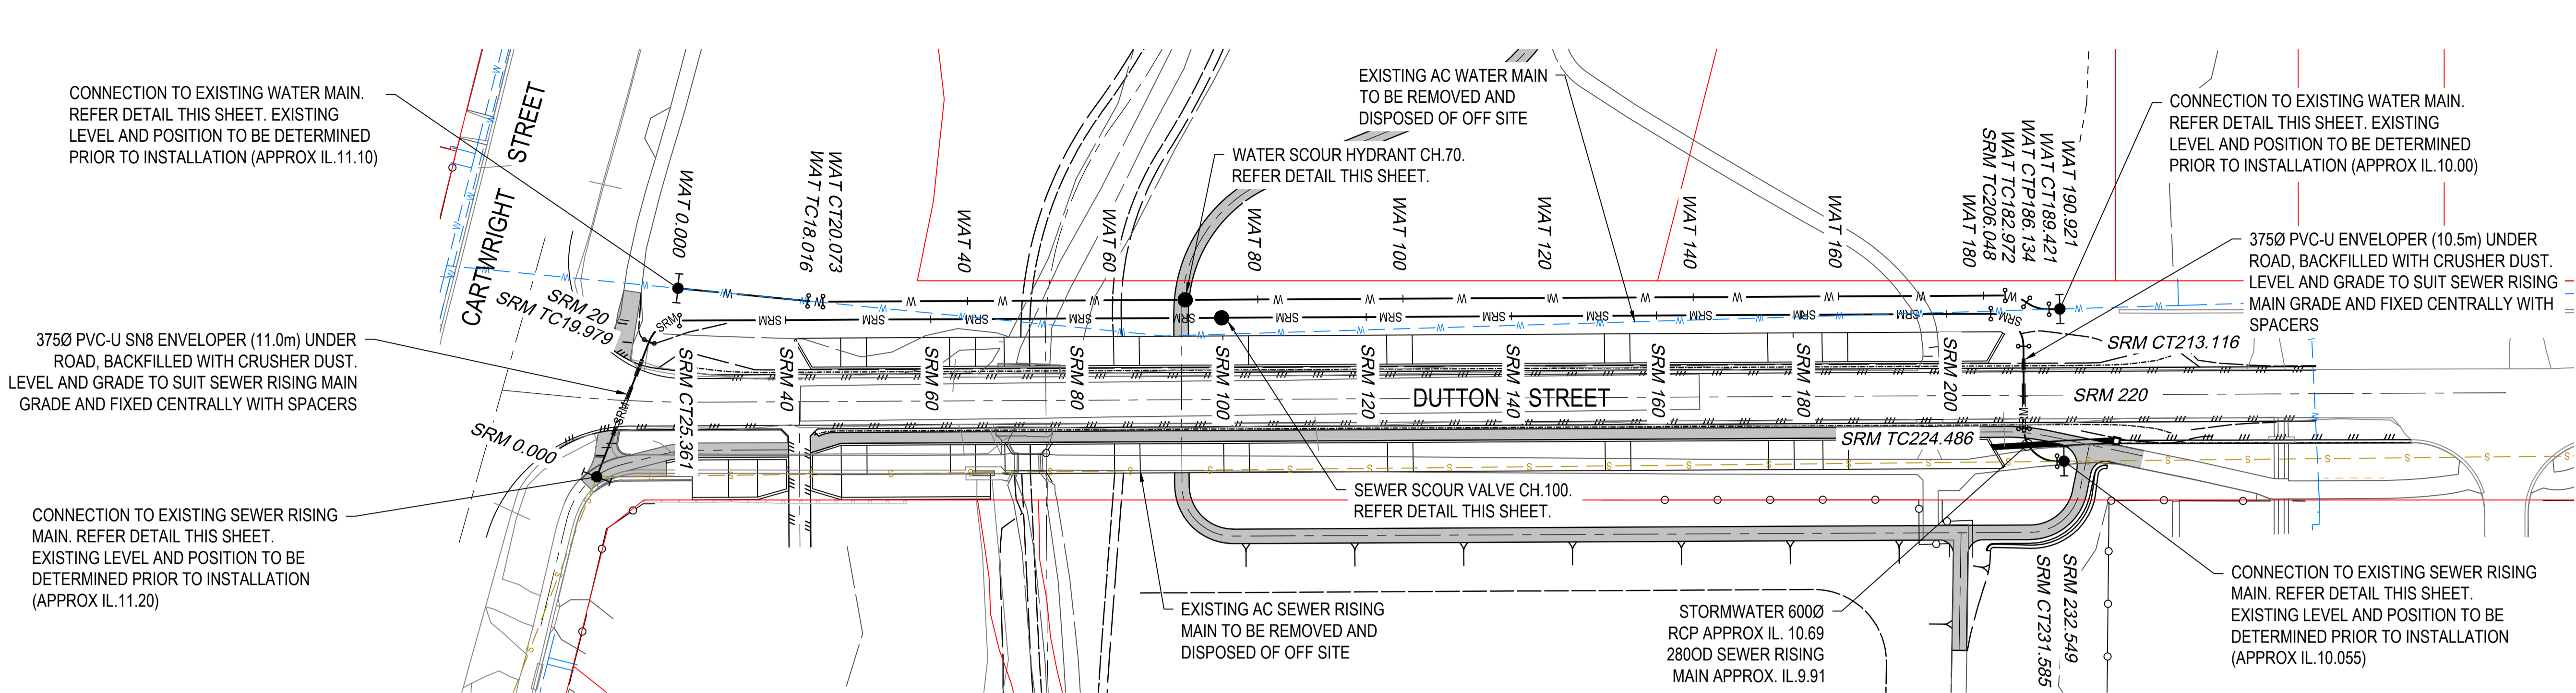 CONNECTION TO EXISTING WATER MAIN.
REFER DETAIL THIS SHEET. EXISTING
LEVEL AND POSITION TO BE DETERMINED
PRIOR TO INSTALLATION (APPROX IL.11.10)
CARTWRIGHT STREET
375Ø PVC-U SN8 ENVELOPER (11.0m) UNDER
ROAD, BACKFILLED WITH CRUSHER DUST.
LEVEL AND GRADE TO SUIT SEWER RISING MAIN
GRADE AND FIXED CENTRALLY WITH SPACERS
CONNECTION TO EXISTING SEWER RISING
MAIN. REFER DETAIL THIS SHEET.
EXISTING LEVEL AND POSITION TO BE
DETERMINED PRIOR TO INSTALLATION
(APPROX IL.11.20)
EXISTING AC WATER MAIN
TO BE REMOVED AND
DISPOSED OF OFF SITE
WATER SCOUR HYDRANT CH.70.
REFER DETAIL THIS SHEET.
WAT 0.000
WAT TC18.016
WAT CT20.073
WAT 40
WAT 60
WAT 80
WAT 100
WAT 120
WAT 140
WAT 160
WAT 180
SRM TC206.048
WAT TC182.972
WAT CTP186.134
WAT CT189.421
WAT 190.921
CONNECTION TO EXISTING WATER MAIN.
REFER DETAIL THIS SHEET. EXISTING
LEVEL AND POSITION TO BE DETERMINED
PRIOR TO INSTALLATION (APPROX IL.10.00)
375Ø PVC-U ENVELOPER (10.5m) UNDER
ROAD, BACKFILLED WITH CRUSHER DUST.
LEVEL AND GRADE TO SUIT SEWER RISING
MAIN GRADE AND FIXED CENTRALLY WITH
SPACERS
SRM 20
SRM TC19.979
SRM 0.000
SRM CT25.361
SRM 40
SRM 60
SRM 80
SRM 100
SRM 120
SRM 140
SRM 160
SRM 180
SRM 200
DUTTON STREET
SRM CT213.116
SRM 220
SRM TC224.486
SEWER SCOUR VALVE CH.100.
REFER DETAIL THIS SHEET.
EXISTING AC SEWER RISING
MAIN TO BE REMOVED AND
DISPOSED OF OFF SITE
STORMWATER 600Ø
RCP APPROX IL. 10.69
280OD SEWER RISING
MAIN APPROX. IL.9.91
SRM CT231.585
SRM 232.549
CONNECTION TO EXISTING SEWER RISING
MAIN. REFER DETAIL THIS SHEET.
EXISTING LEVEL AND POSITION TO BE
DETERMINED PRIOR TO INSTALLATION
(APPROX IL.10.055)